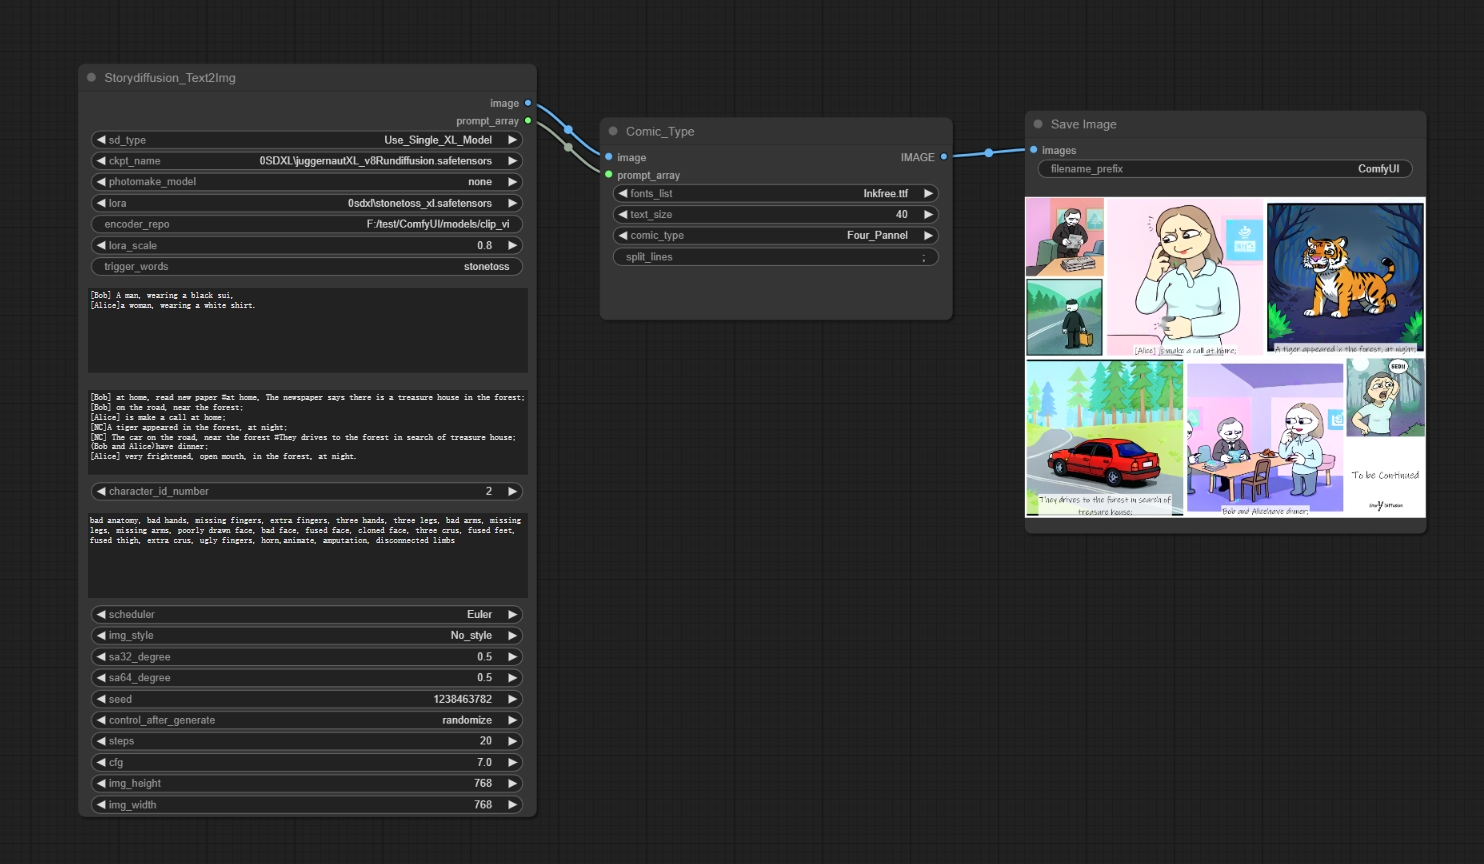 Storydiffusion_Text2Img
image
prompt_array
sd_type Use_Single_XL_Model
ckpt_name 0SDXL\juggernautXL_v8Rundiffusion.safetensors
photomake_model none
lora 0sdxl\stonetoss_xl.safetensors
encoder_repo F:/test/ComfyUI/models/clip_vi
lora_scale 0.8
trigger_words stonetoss
[Bob] A man, wearing a black sui,
[Alice]a woman, wearing a white shirt.
[Bob] at home, read new paper #at home, The newspaper says there is a treasure house in the forest;
[Bob] on the road, near the forest;
[Alice] is make a call at home;
[NC]A tiger appeared in the forest, at night;
[NC] The car on the road, near the forest #They drives to the forest in search of treasure house;
(Bob and Alice)have dinner;
[Alice] very frightened, open mouth, in the forest, at night.
character_id_number 2
bad anatomy, bad hands, missing fingers, extra fingers, three hands, three legs, bad arms, missing
legs, missing arms, poorly drawn face, bad face, fused face, cloned face, three crus, fused feet,
fused thigh, extra crus, ugly fingers, horn,animate, amputation, disconnected limbs
scheduler Euler
img_style No_style
sa32_degree 0.5
sa64_degree 0.5
seed 1238463782
control_after_generate randomize
steps 20
cfg 7.0
img_height 768
img_width 768
Comic_Type
image IMAGE
prompt_array
fonts_list Inkfree.ttf
text_size 40
comic_type Four_Pannel
split_lines ;
Save Image
images
filename_prefix ComfyUI
[Alice] is make a call at home;
A tiger appeared in the forest, at night;
They drives to the forest in search of
treasure house;
Bob and Alice)have dinner;
To be Continued
Story Diffusion